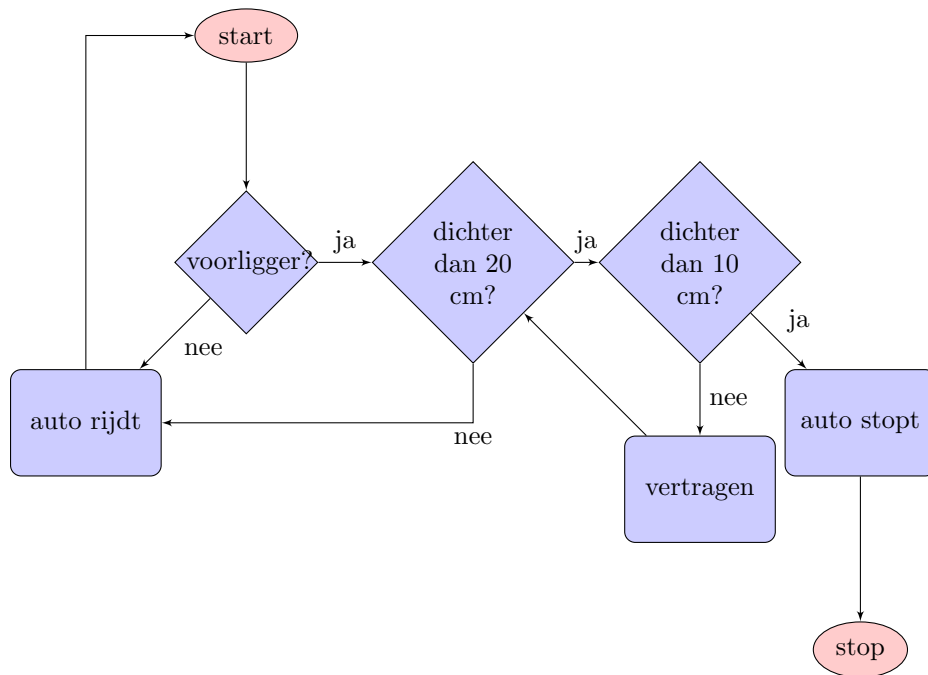 start
voorligger?
ja
dichter
dan 20
cm?
ja
dichter
dan 10
cm?
ja
nee
nee
nee
auto rijdt
auto stopt
vertragen
stop